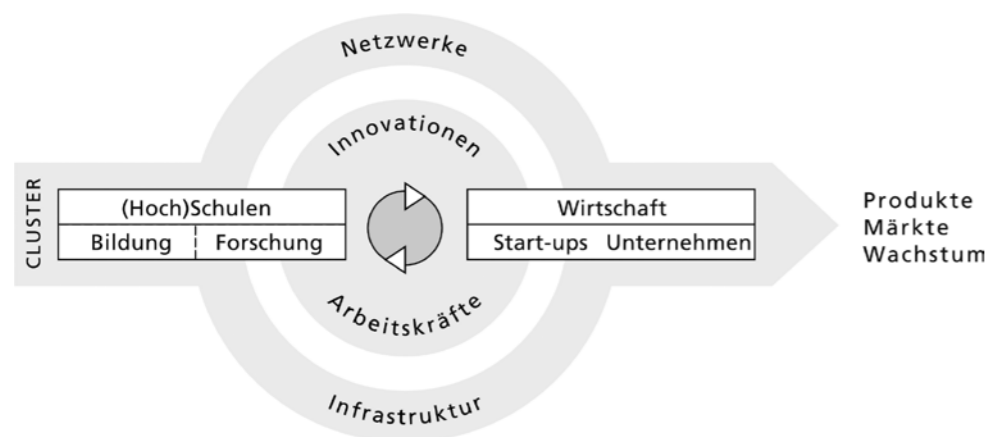 Netzwerke
Innovationen
CLUSTER
(Hoch)Schulen
Bildung Forschung
Wirtschaft
Start-ups Unternehmen
Produkte
Märkte
Wachstum
Arbeitskräfte
Infrastruktur